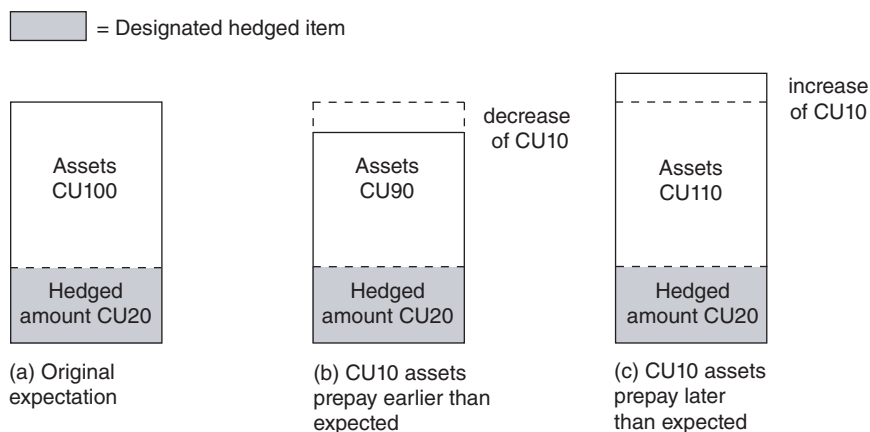 = Designated hedged item
Assets
CU100
Hedged
amount CU20
(a) Original
expectation
decrease
of CU10
Assets
CU90
Hedged
amount CU20
(b) CU10 assets
prepay earlier than
expected
increase
of CU10
Assets
CU110
Hedged
amount CU20
(c) CU10 assets
prepay later
than expected